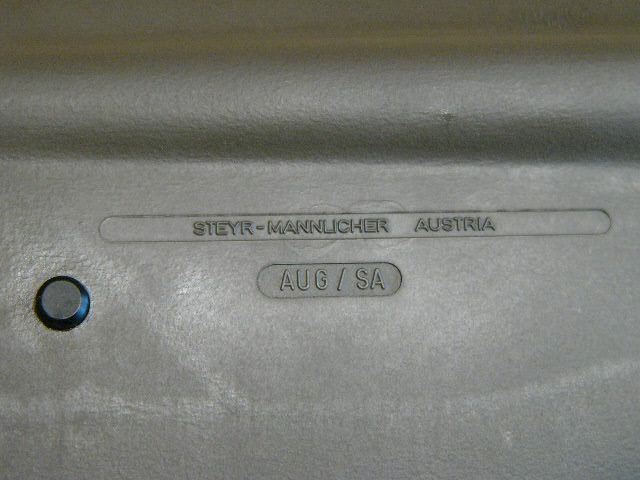 STEYR-MANNLICHER AUSTRIA
AUG / SA